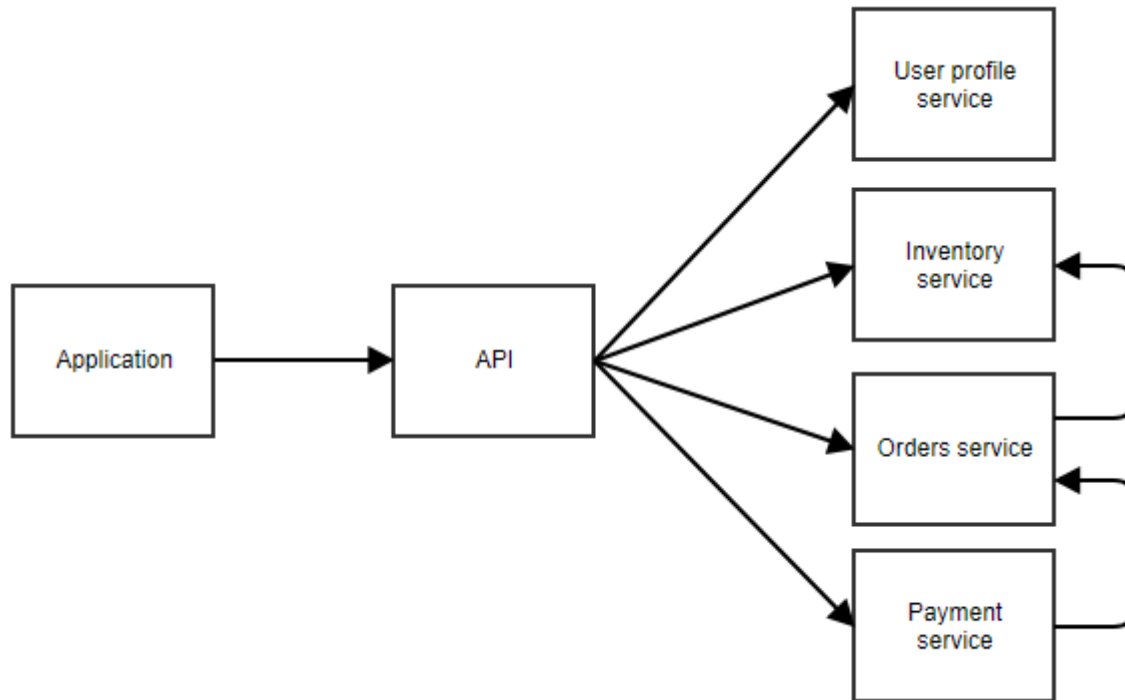 User profile
service
Inventory
service
Application
API
Orders service
Payment
service